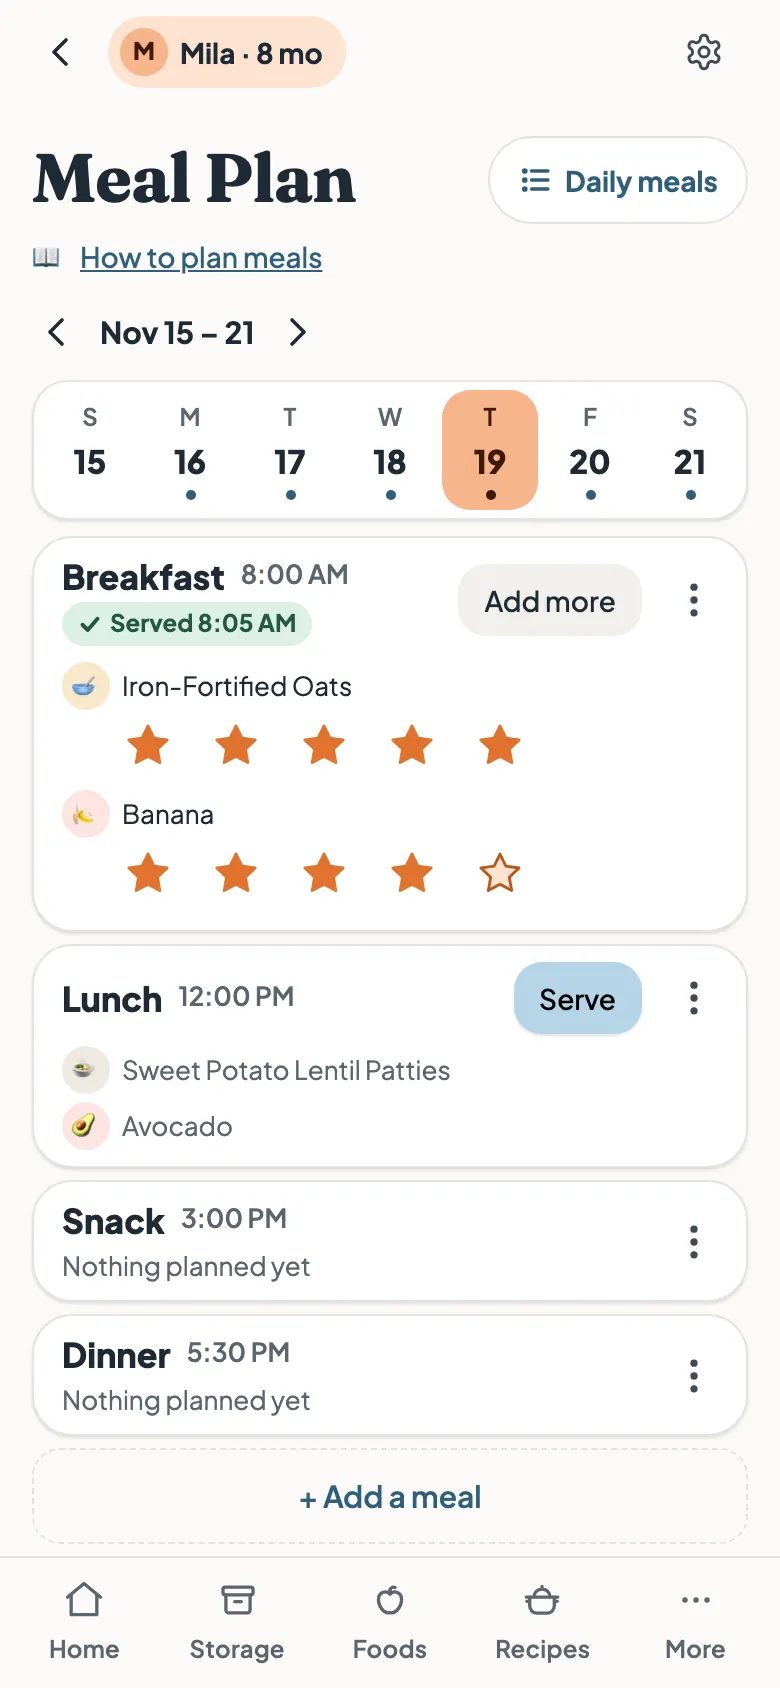 M Mila · 8 mo
Meal Plan
Daily meals
How to plan meals
Nov 15 – 21
S M T W T F S
15 16 17 18 19 20 21
Breakfast 8:00 AM
Served 8:05 AM
Add more
Iron-Fortified Oats
Banana
Lunch 12:00 PM
Serve
Sweet Potato Lentil Patties
Avocado
Snack 3:00 PM
Nothing planned yet
Dinner 5:30 PM
Nothing planned yet
+ Add a meal
Home Storage Foods Recipes More